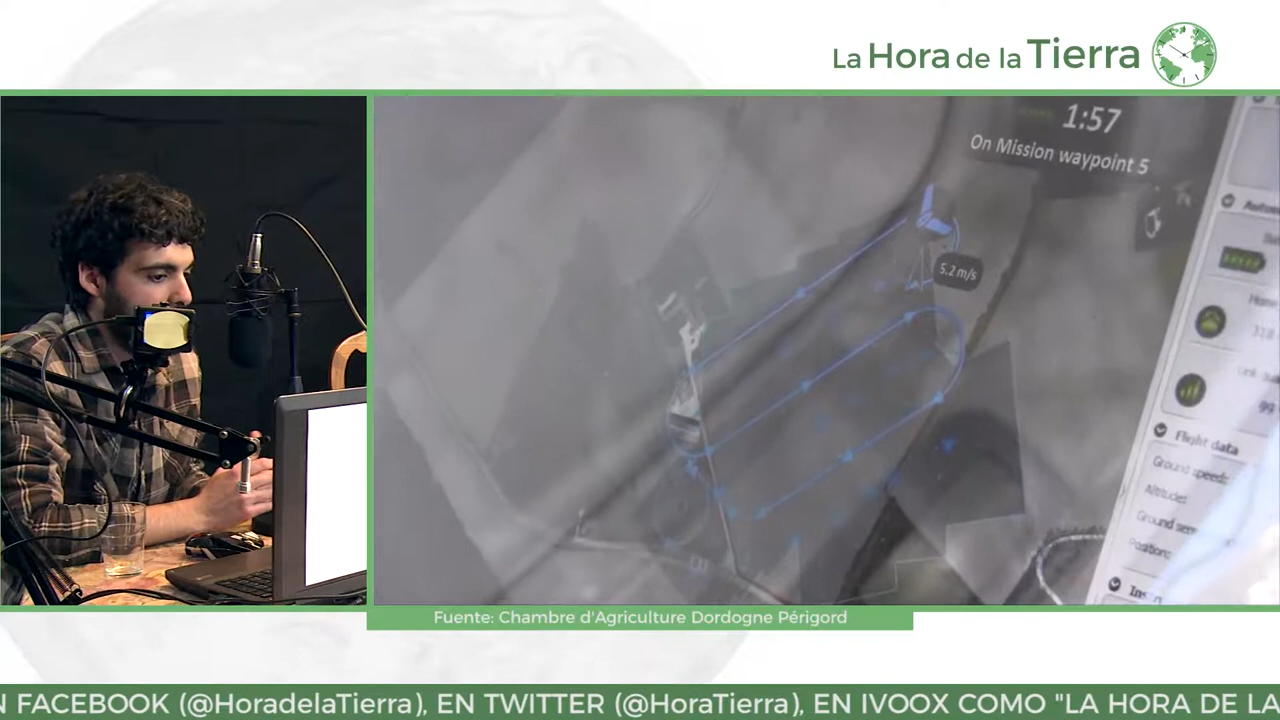 La Hora de la Tierra
1:57
On Mission waypoint 5
5.2 m/s
Flight data
Ground speed:
Altitude:
Position:
Fuente: Chambre d'Agriculture Dordogne Périgord
N FACEBOOK (@HoradelaTierra), EN TWITTER (@HoraTierra), EN IVOOX COMO "LA HORA DE LA